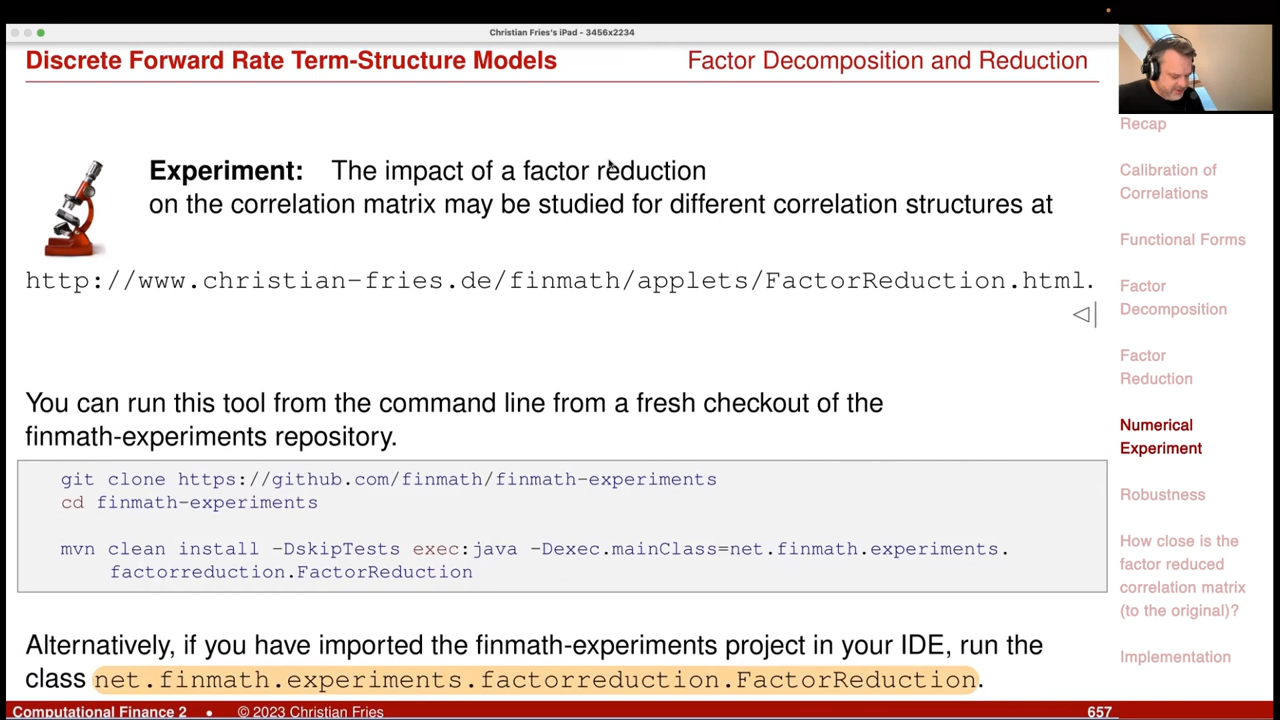 Christian Fries's iPad - 3456x2234
Discrete Forward Rate Term-Structure Models
Factor Decomposition and Reduction
Experiment: The impact of a factor reduction
on the correlation matrix may be studied for different correlation structures at
http://www.christian-fries.de/finmath/applets/FactorReduction.html.
You can run this tool from the command line from a fresh checkout of the
finmath-experiments repository.
git clone https://github.com/finmath/finmath-experiments
cd finmath-experiments
mvn clean install -DskipTests exec:java -Dexec.mainClass=net.finmath.experiments.
factorreduction.FactorReduction
Alternatively, if you have imported the finmath-experiments project in your IDE, run the
class net.finmath.experiments.factorreduction.FactorReduction.
Recap
Calibration of
Correlations
Functional Forms
Factor
Decomposition
Factor
Reduction
Numerical
Experiment
Robustness
How close is the
factor reduced
correlation matrix
(to the original)?
Implementation
Computational Finance 2 • © 2023 Christian Fries
657